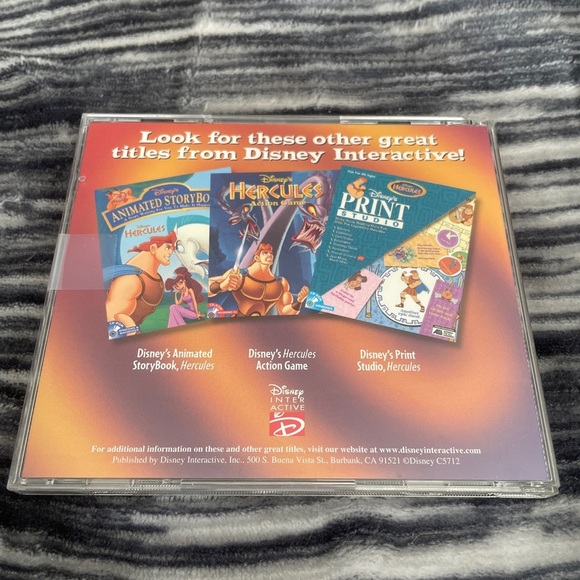 Look for these other great
titles from Disney Interactive!
Disney's
ANIMATED STORYBO
Disney's
HERCULES
Disney's
HERCULES
Action Game
HERCULES
Disney's
PRINT
STUDIO
Disney's Animated
StoryBook, Hercules
Disney's Hercules
Action Game
Disney's Print
Studio, Hercules
Disney
INTER
ACTIVE
D
For additional information on these and other great titles, visit our website at www.disneyinteractive.com
Published by Disney Interactive, Inc., 500 S. Buena Vista St., Burbank, CA 91521 ©Disney C5712